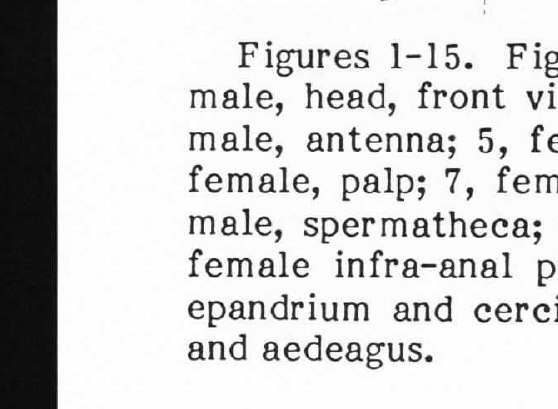 Figures 1-15. Fig
male, head, front vi
male, antenna; 5, fe
female, palp; 7, fem
male, spermatheca;
female infra-anal p
epandrium and cerci
and aedeagus.